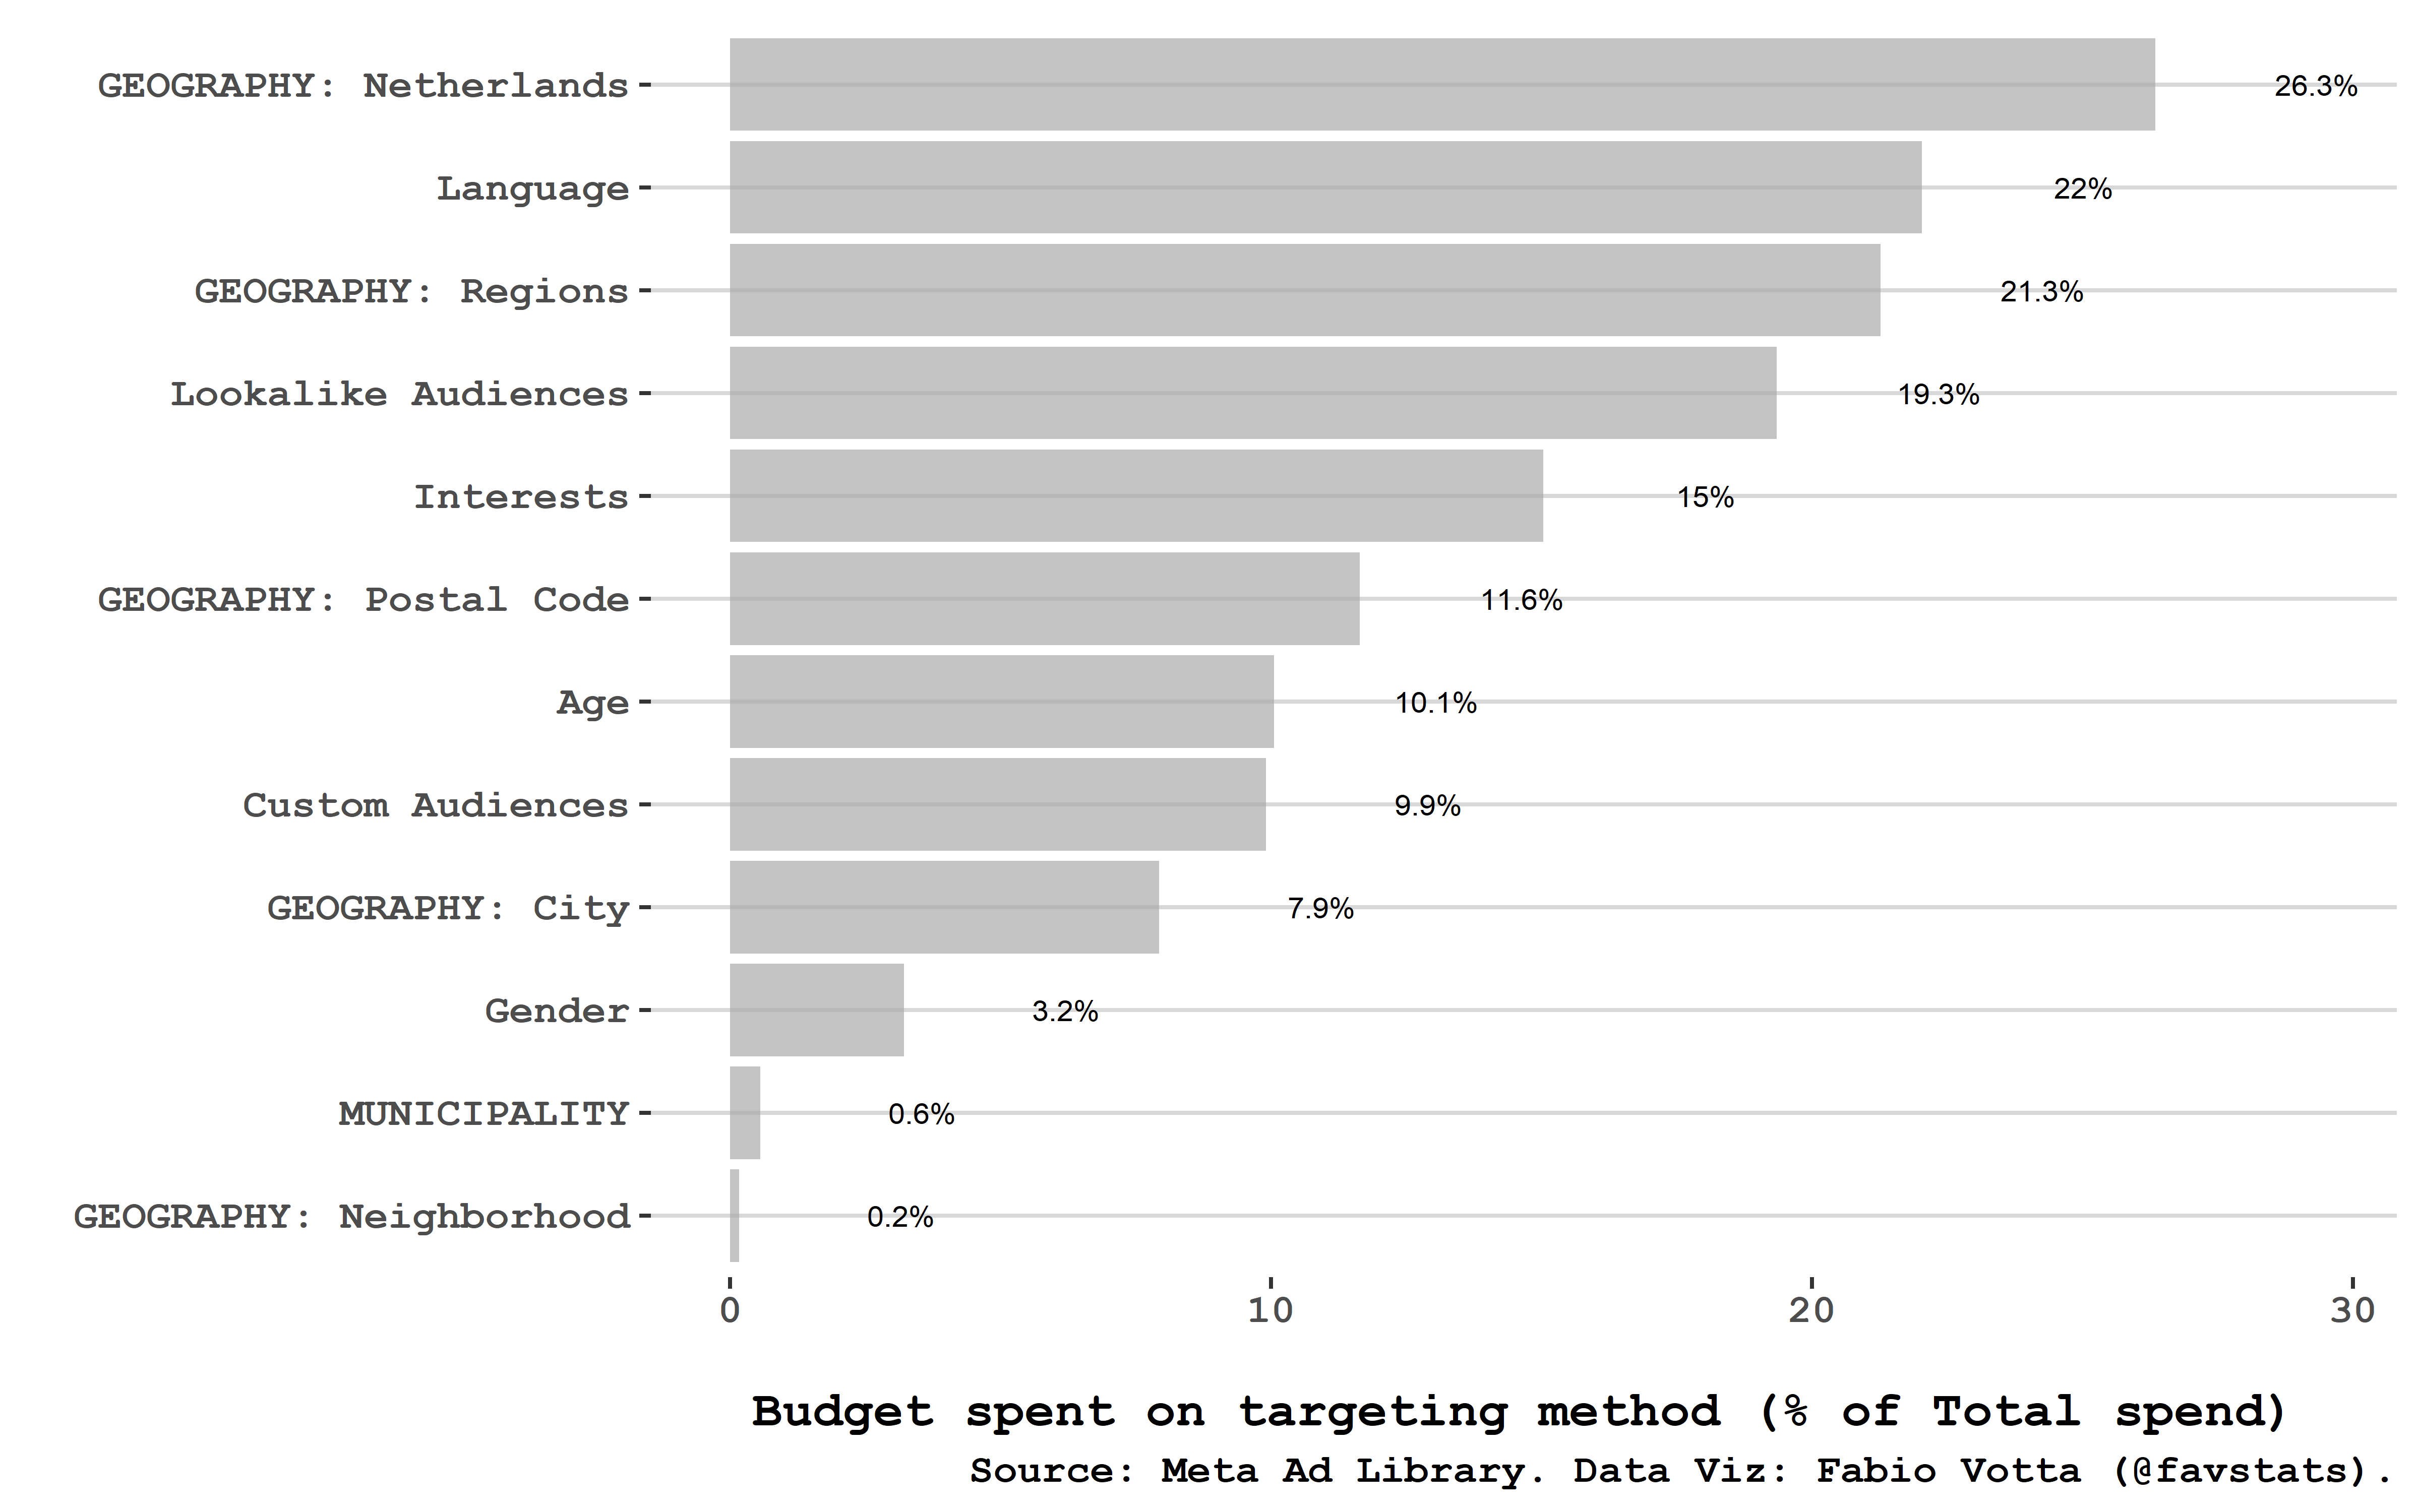 GEOGRAPHY: Netherlands 26.3%
Language 22%
GEOGRAPHY: Regions 21.3%
Lookalike Audiences 19.3%
Interests 15%
GEOGRAPHY: Postal Code 11.6%
Age 10.1%
Custom Audiences 9.9%
GEOGRAPHY: City 7.9%
Gender 3.2%
MUNICIPALITY 0.6%
GEOGRAPHY: Neighborhood 0.2%
0 10 20 30
Budget spent on targeting method (% of Total spend)
Source: Meta Ad Library. Data Viz: Fabio Votta (@favstats).